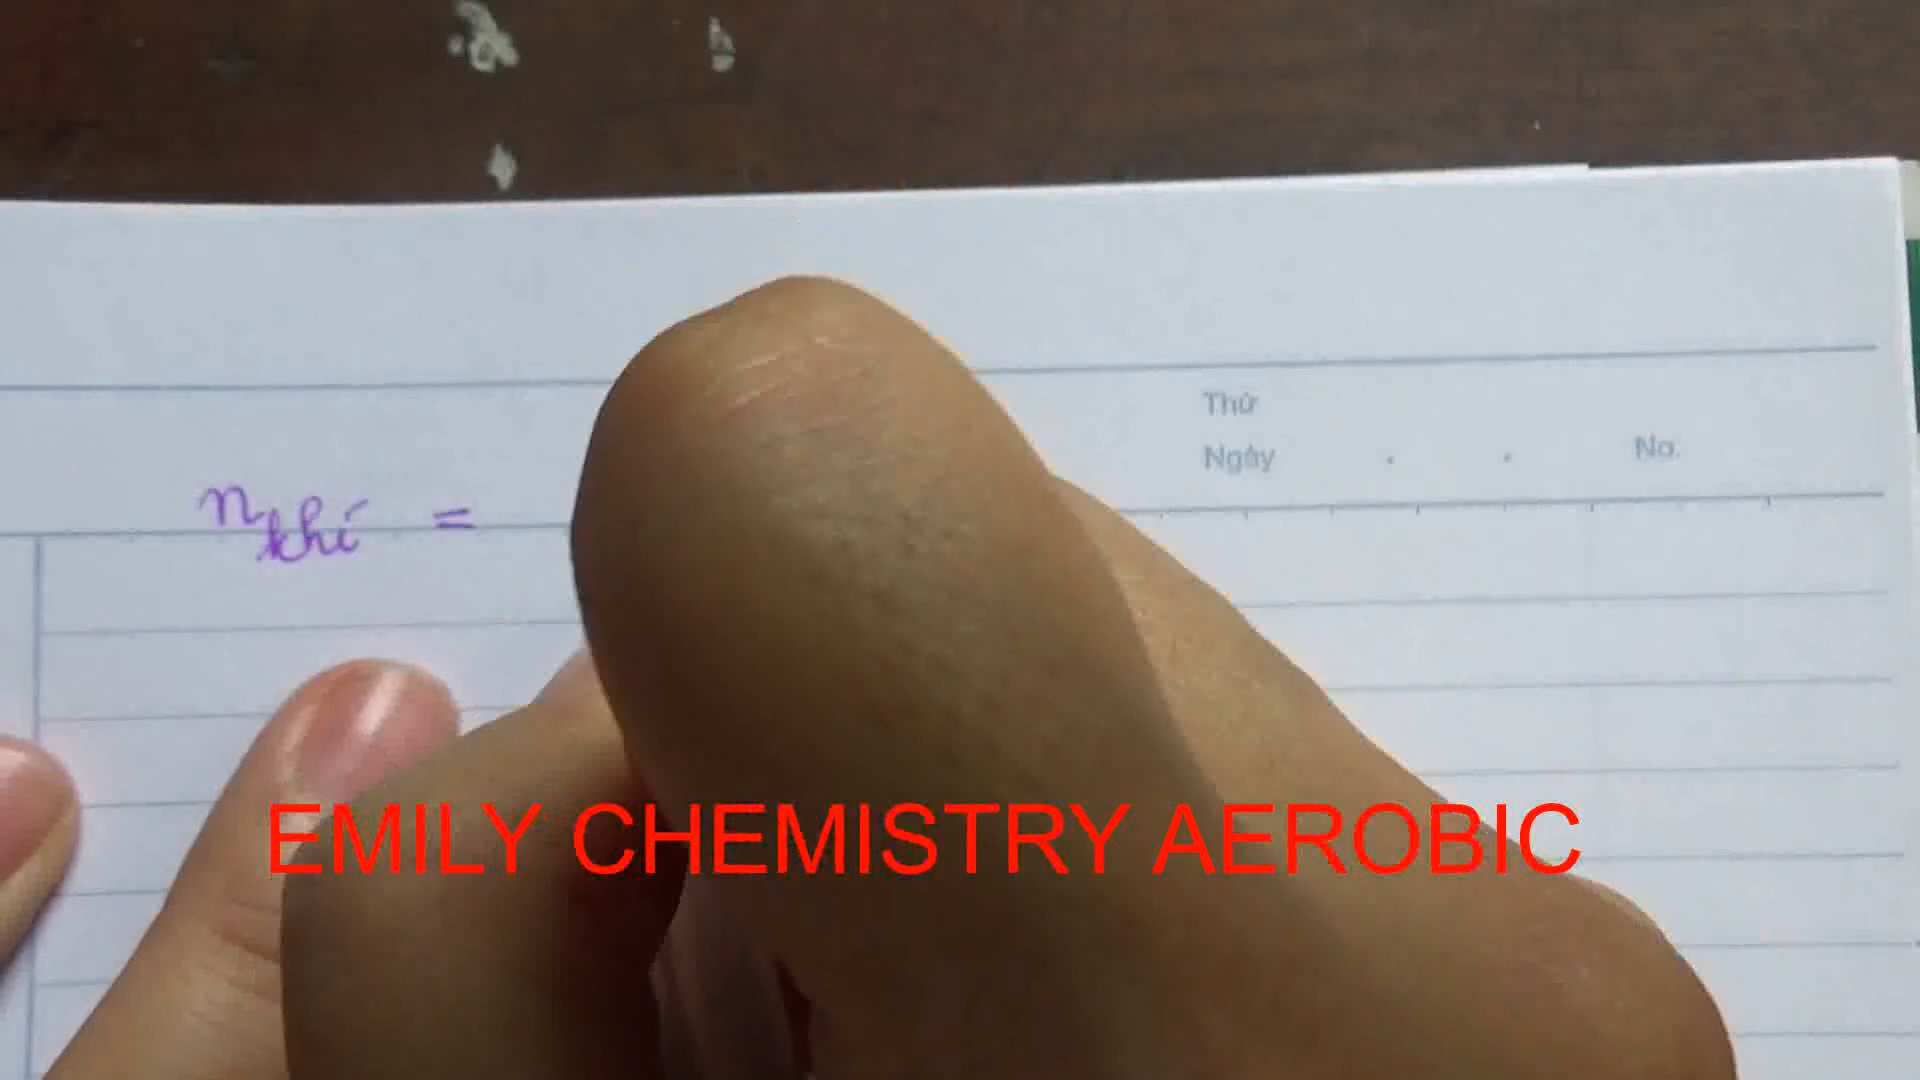 Thứ
Ngày . . No.
n khí =
EMILY CHEMISTRY AEROBIC